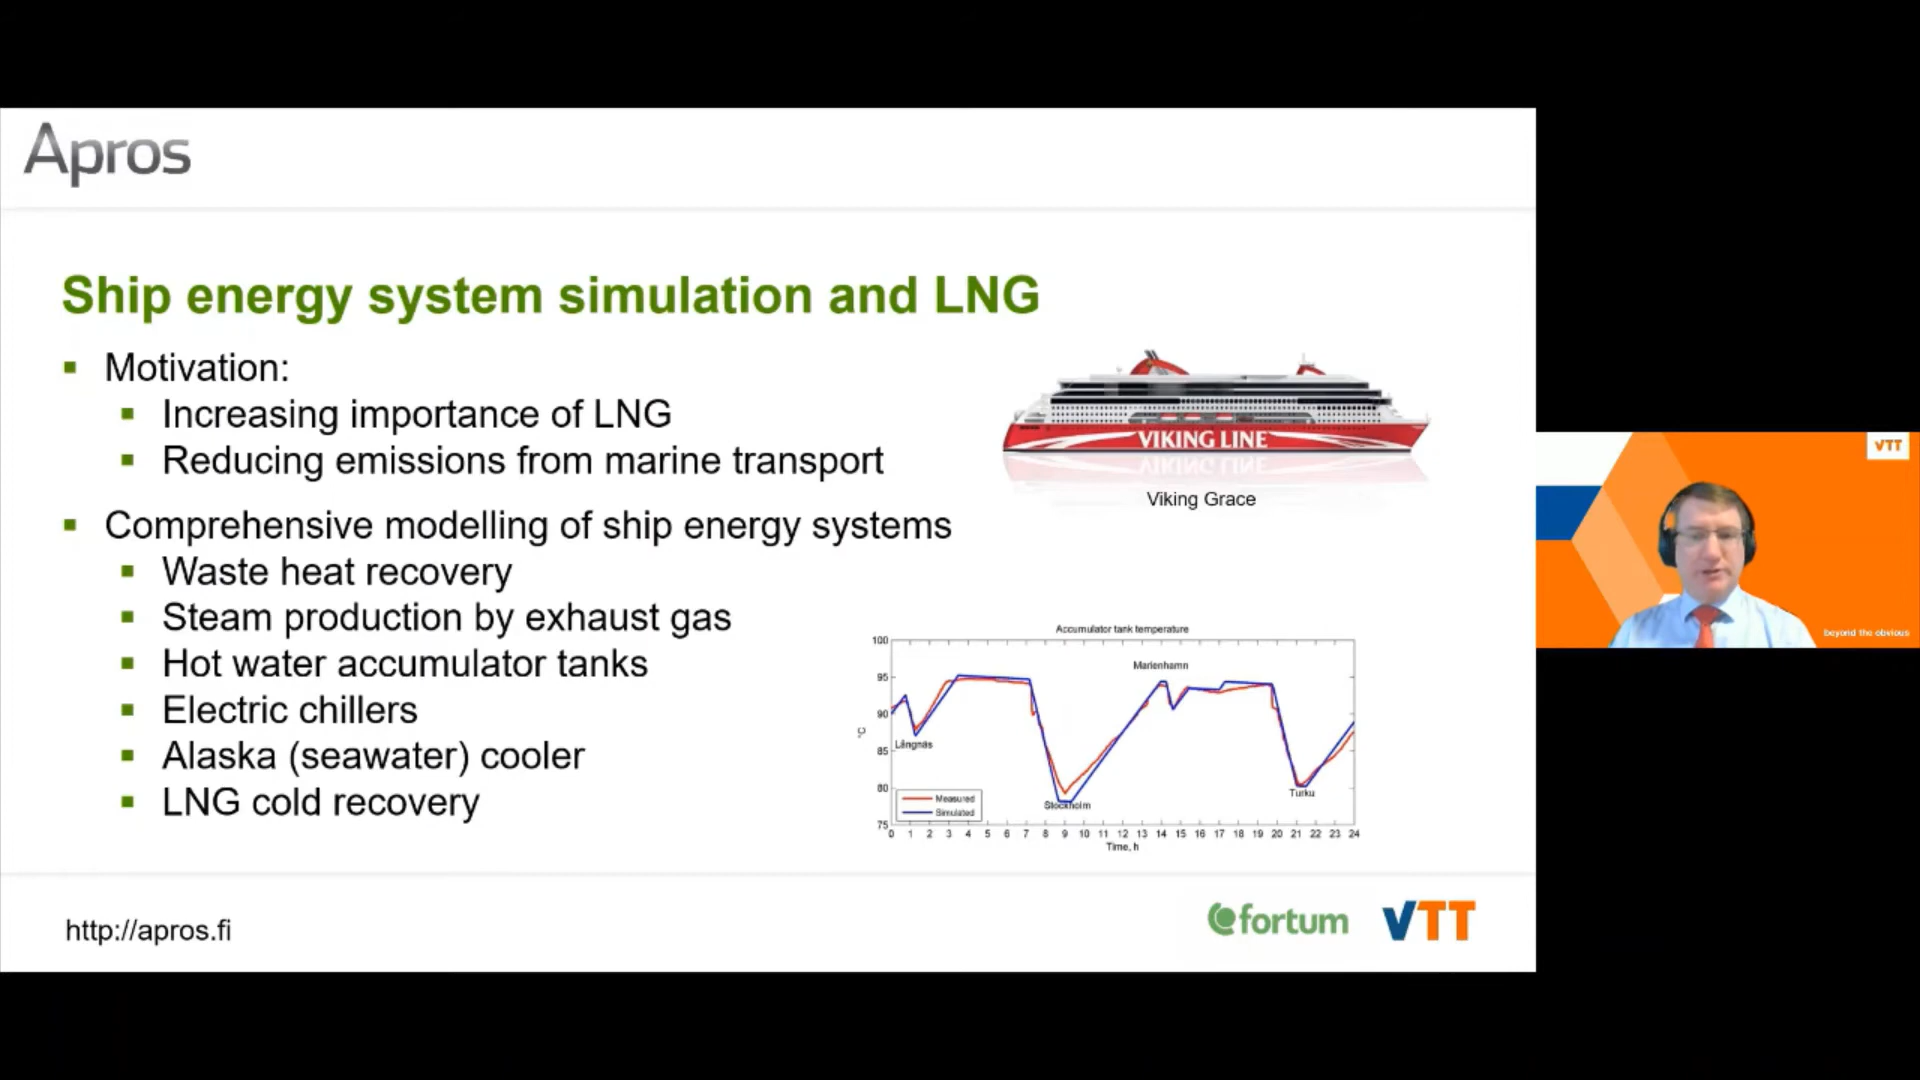 Apros
Ship energy system simulation and LNG
Motivation:
Increasing importance of LNG
Reducing emissions from marine transport
Comprehensive modelling of ship energy systems
Waste heat recovery
Steam production by exhaust gas
Hot water accumulator tanks
Electric chillers
Alaska (seawater) cooler
LNG cold recovery
VIKING LINE
Viking Grace
Accumulator tank temperature
100
95
90
85
80
75
°C
Långnäs
Stockholm
Marienhamn
Turku
Measured
Simulated
0 1 2 3 4 5 6 7 8 9 10 11 12 13 14 15 16 17 18 19 20 21 22 23 24
Time, h
http://apros.fi
fortum
VTT
VTT
beyond the obvious